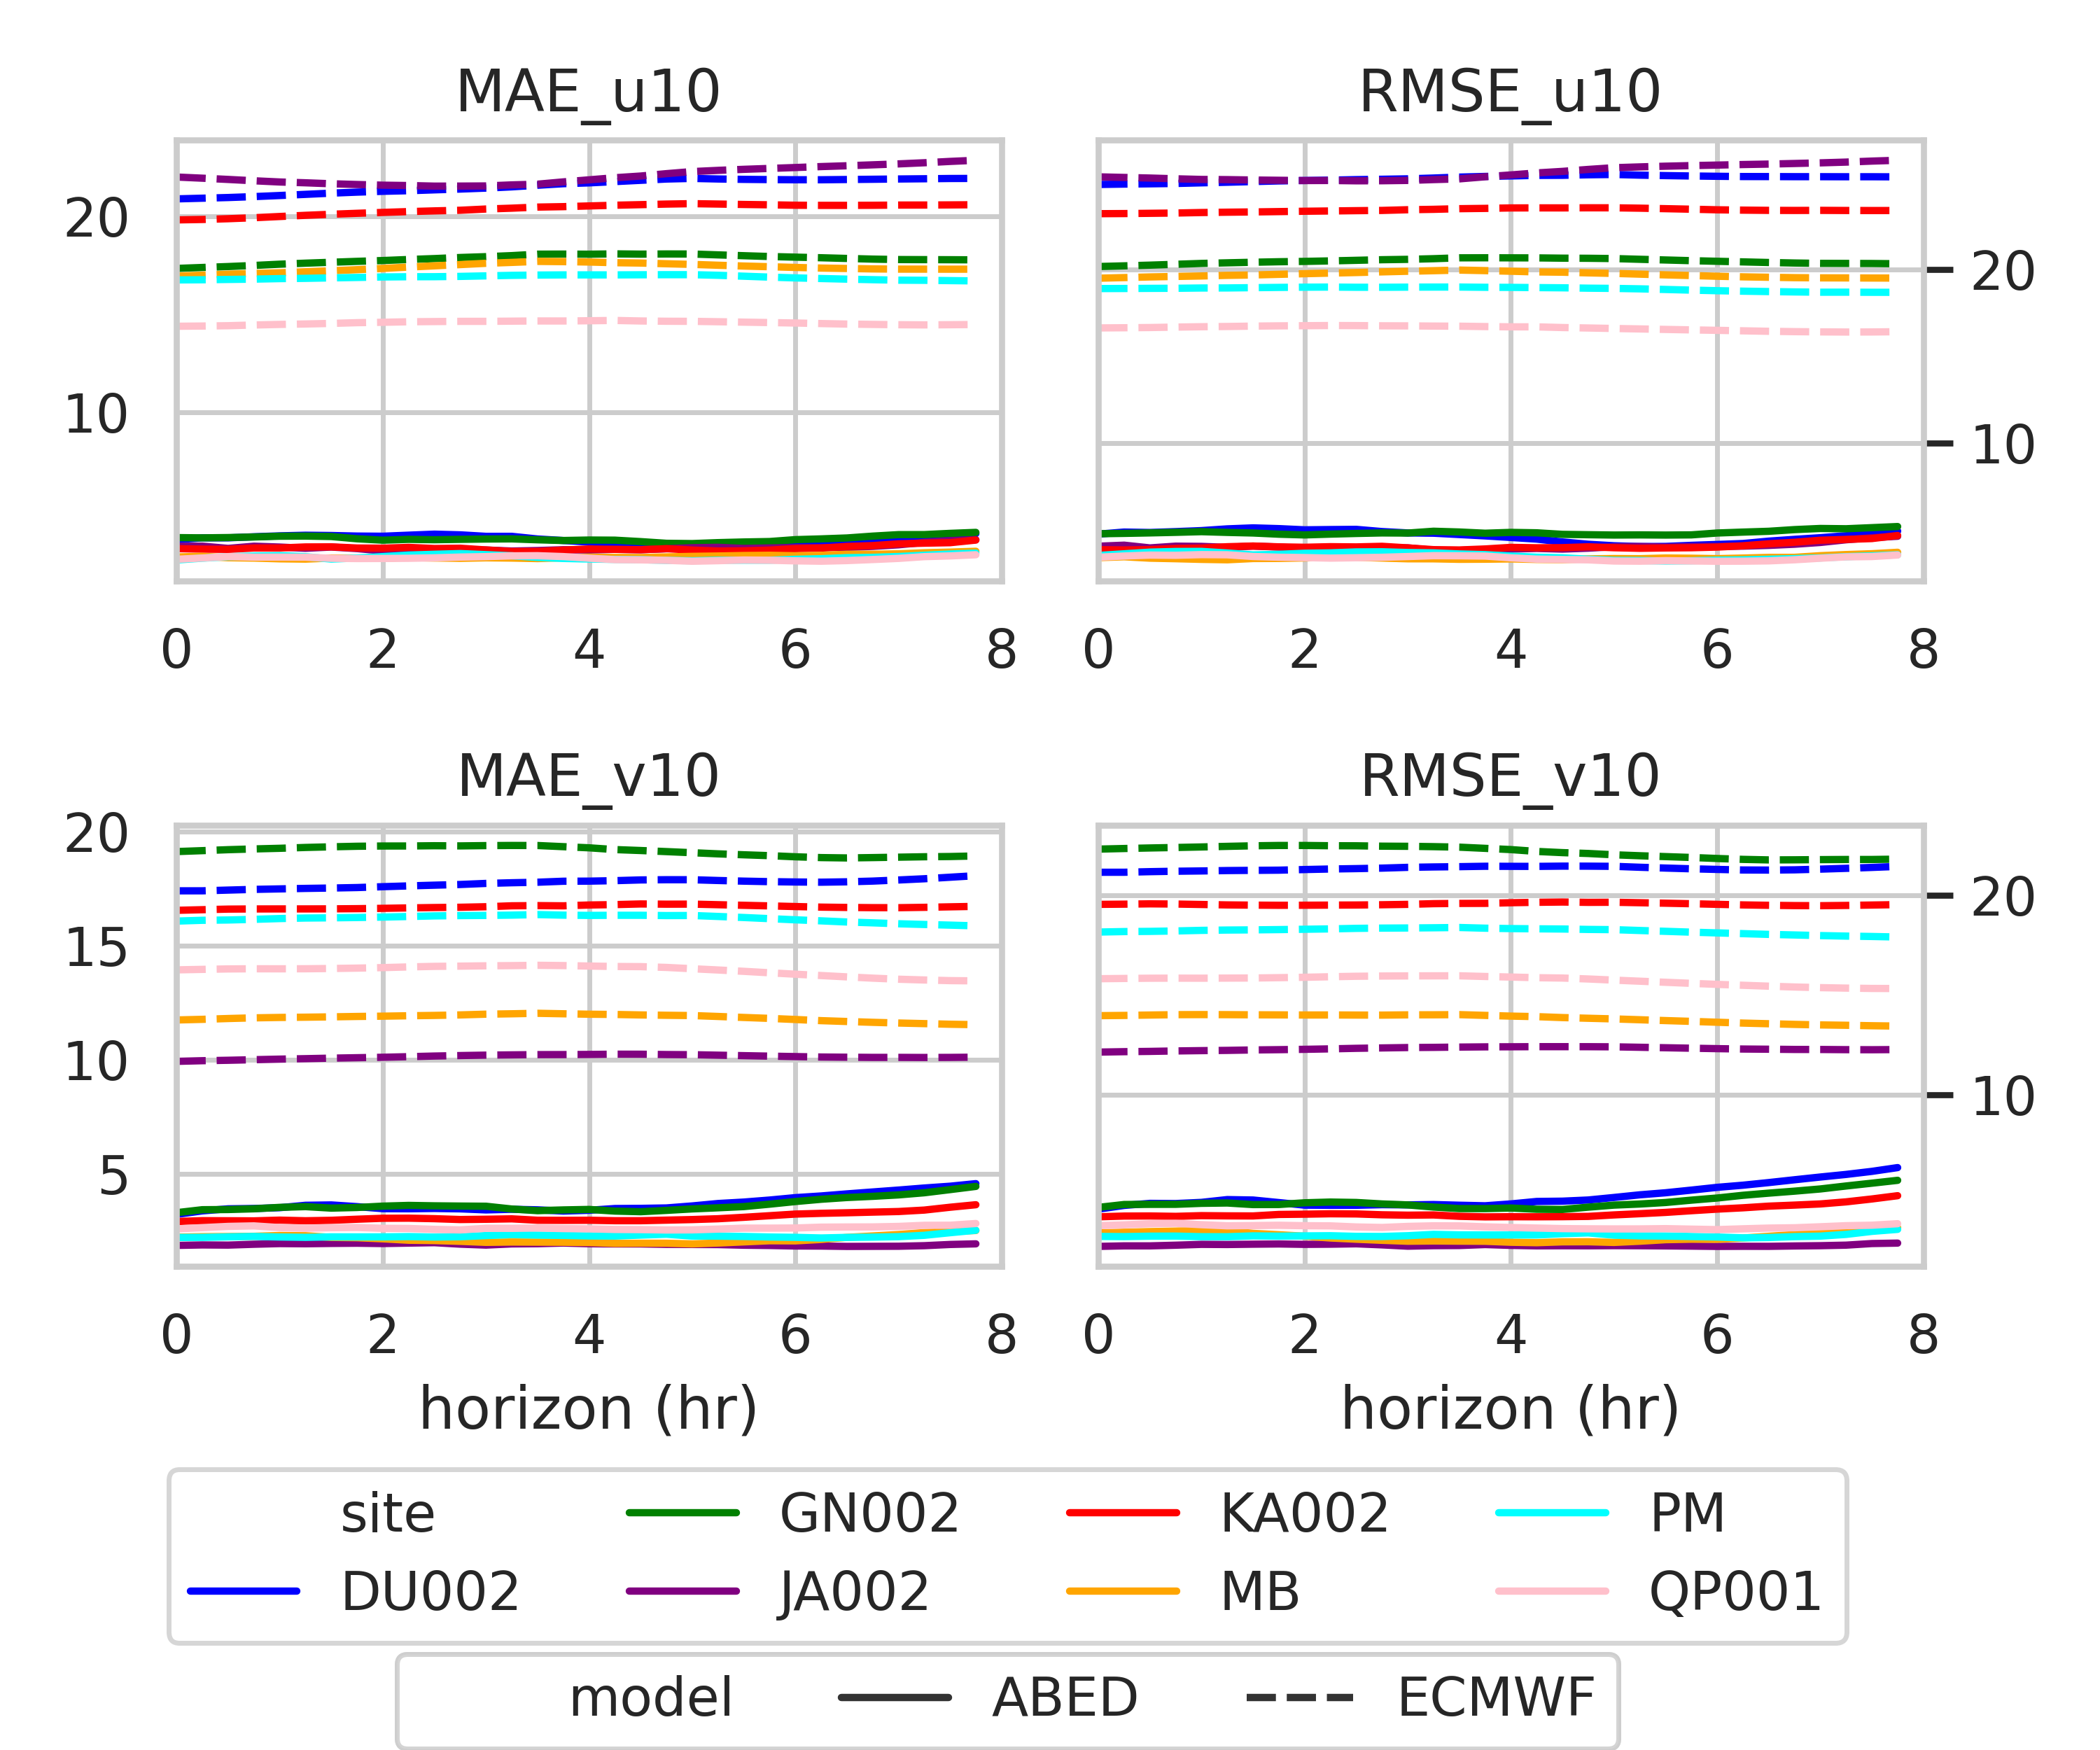 MAE_u10 RMSE_u10
20
10
20
10
0 2 4 6 8 0 2 4 6 8
MAE_v10 RMSE_v10
20
15
10
5
20
10
0 2 4 6 8 0 2 4 6 8
horizon (hr) horizon (hr)
site GN002 KA002 PM
DU002 JA002 MB QP001
model ABED ECMWF